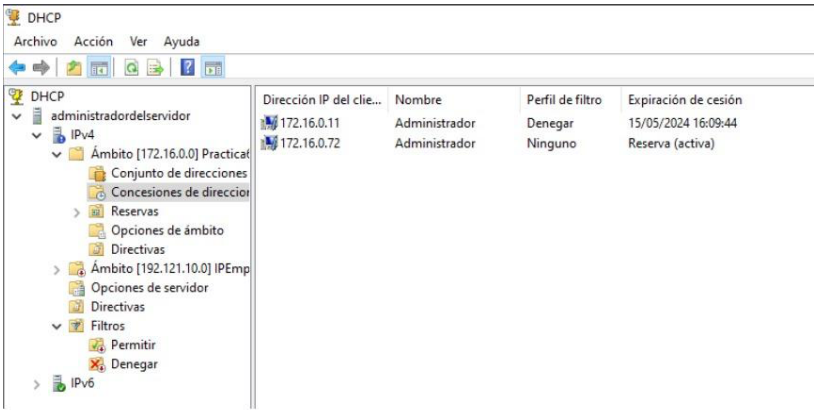 DHCP
Archivo Acción Ver Ayuda
DHCP
administradordelservidor
IPv4
Ámbito [172.16.0.0] Practica6
Conjunto de direcciones
Concesiones de direccior
Reservas
Opciones de ámbito
Directivas
Ámbito [192.121.10.0] IPEmp
Opciones de servidor
Directivas
Filtros
Permitir
Denegar
IPv6
Dirección IP del clie... Nombre Perfil de filtro Expiración de cesión
172.16.0.11 Administrador Denegar 15/05/2024 16:09:44
172.16.0.72 Administrador Ninguno Reserva (activa)